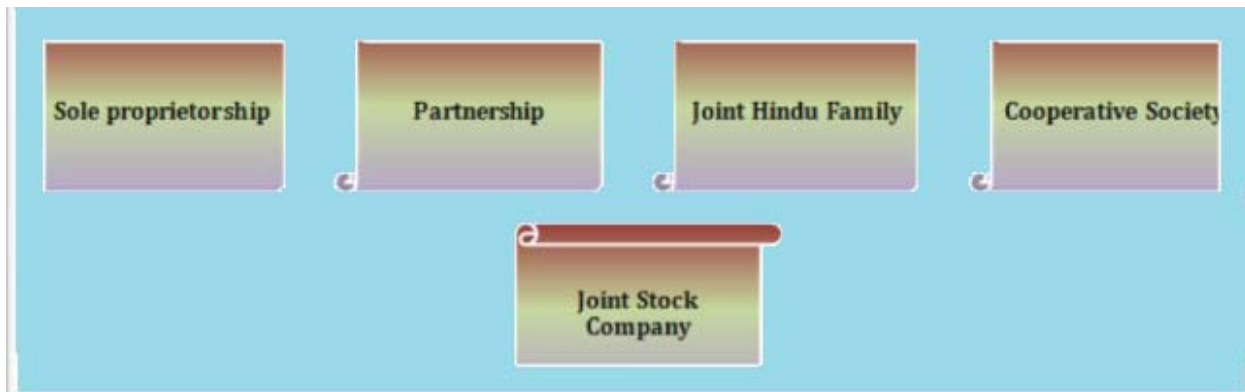 Sole proprietorship
Partnership
Joint Hindu Family
Cooperative Society
Joint Stock
Company